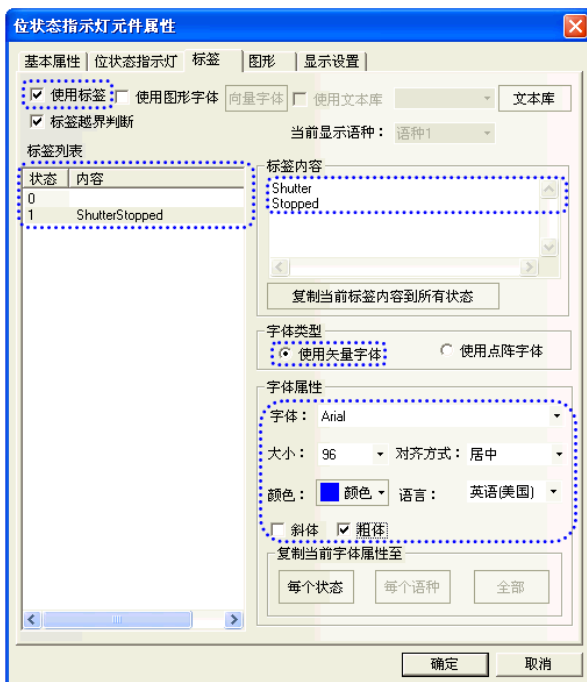 位状态指示灯元件属性
基本属性 位状态指示灯 标签 图形 显示设置
使用标签 使用图形字体 向量字体 使用文本库 文本库
标签越界判断 当前显示语种： 语种1
标签列表
状态 内容
0
1 ShutterStopped
标签内容
Shutter
Stopped
复制当前标签内容到所有状态
字体类型
使用矢量字体 使用点阵字体
字体属性
字体： Arial
大小： 96 对齐方式： 居中
颜色： 颜色 语言： 英语(美国)
斜体 粗体
复制当前字体属性至
每个状态 每个语种 全部
确定 取消